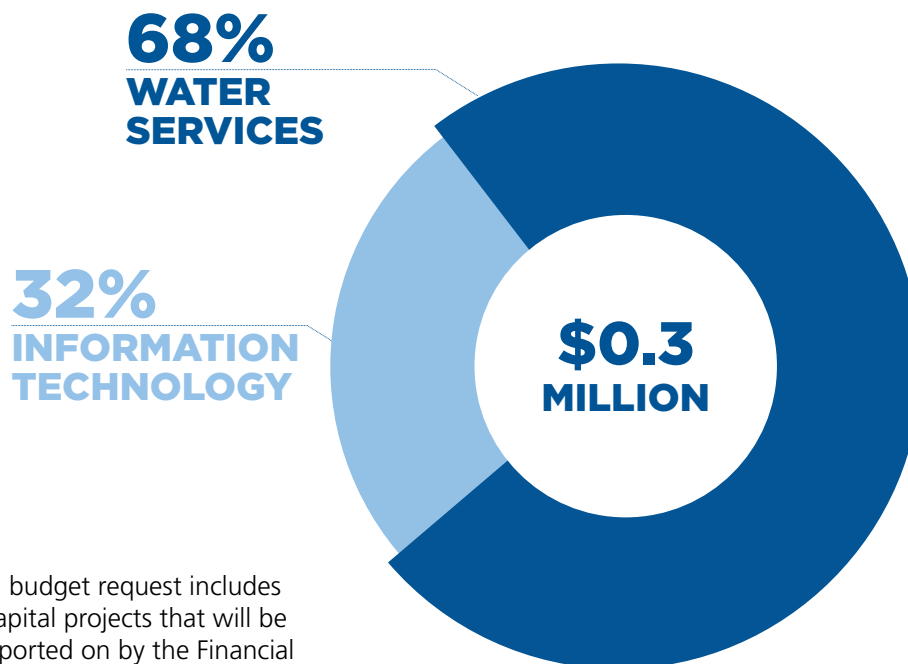 68%
WATER
SERVICES
32%
INFORMATION
TECHNOLOGY
$0.3
MILLION
budget request includes
apital projects that will be
ported on by the Financial